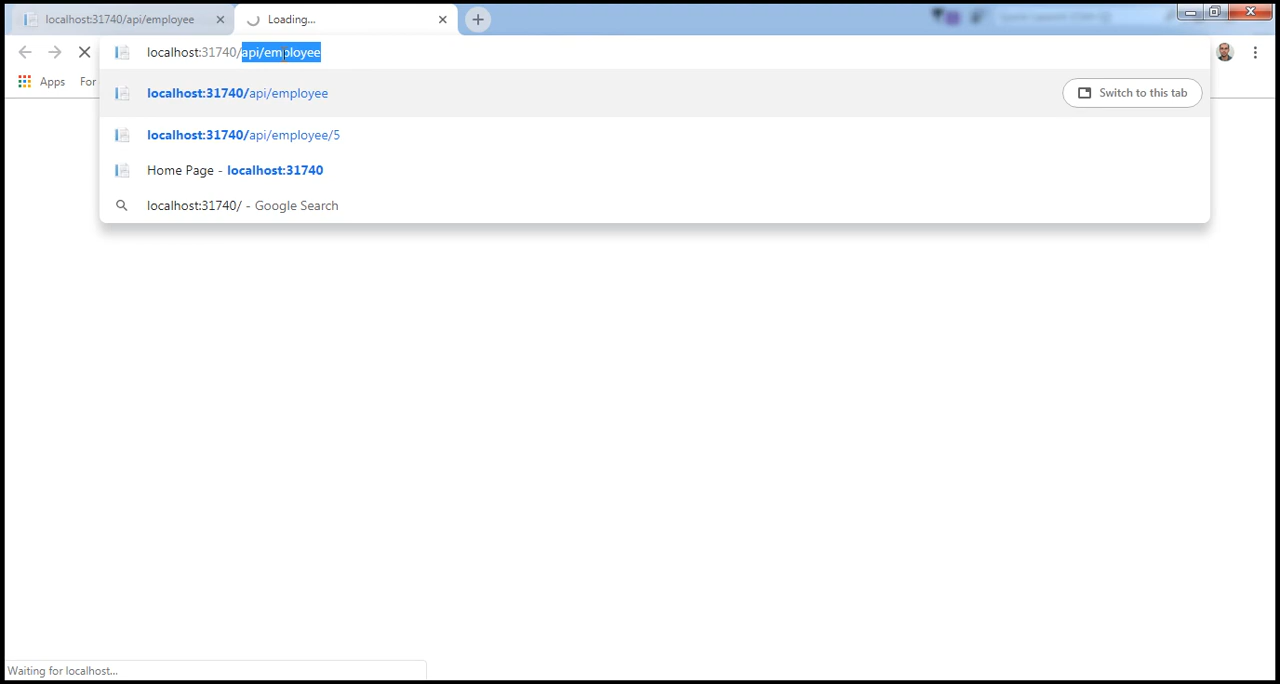 localhost:31740/api/employee
Loading...
localhost:31740/api/employee
Apps For
localhost:31740/api/employee
Switch to this tab
localhost:31740/api/employee/5
Home Page - localhost:31740
localhost:31740/ - Google Search
Waiting for localhost...